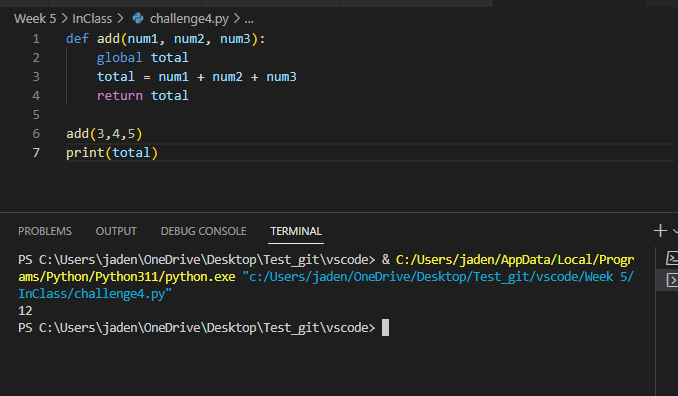 Week 5 > InClass > challenge4.py > ...
1 def add(num1, num2, num3):
2     global total
3     total = num1 + num2 + num3
4     return total
5
6 add(3,4,5)
7 print(total)
PROBLEMS OUTPUT DEBUG CONSOLE TERMINAL
PS C:\Users\jaden\OneDrive\Desktop\Test_git\vscode> & C:/Users/jaden/AppData/Local/Progr
ams/Python/Python311/python.exe "c:/Users/jaden/OneDrive/Desktop/Test_git/vscode/Week 5/
InClass/challenge4.py"
12
PS C:\Users\jaden\OneDrive\Desktop\Test_git\vscode>